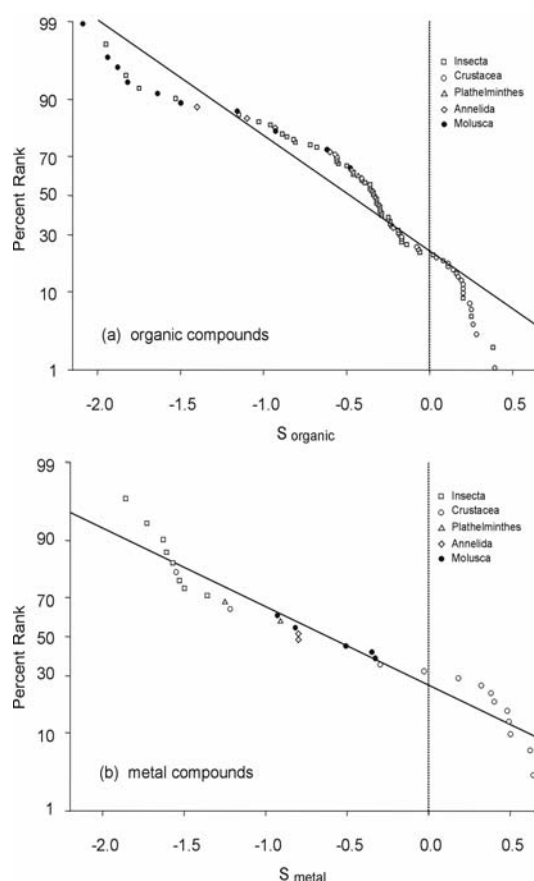 99
90
70
50
30
10
1
Percent Rank
Insecta
Crustacea
Plathelminthes
Annelida
Molusca
(a) organic compounds
-2.0 -1.5 -1.0 -0.5 0.0 0.5
S organic
99
90
70
50
30
10
1
Percent Rank
Insecta
Crustacea
Plathelminthes
Annelida
Molusca
(b) metal compounds
-2.0 -1.5 -1.0 -0.5 0.0 0.5
S metal